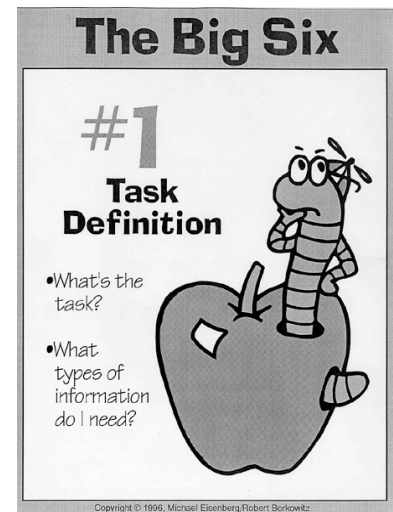 The Big Six
#1
Task
Definition
•What's the
task?
•What
types of
information
do I need?
Copyright © 1996, Michael Eisenberg/Robert Berkowitz